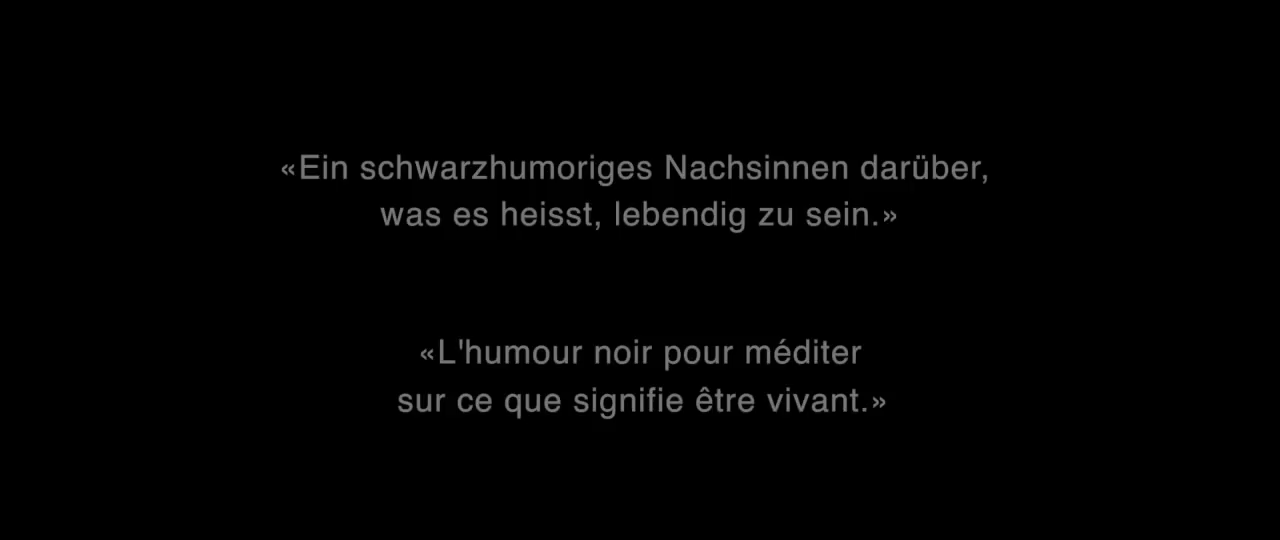 «Ein schwarzhumoriges Nachsinnen darüber,
was es heisst, lebendig zu sein.»
«L'humour noir pour méditer
sur ce que signifie être vivant.»